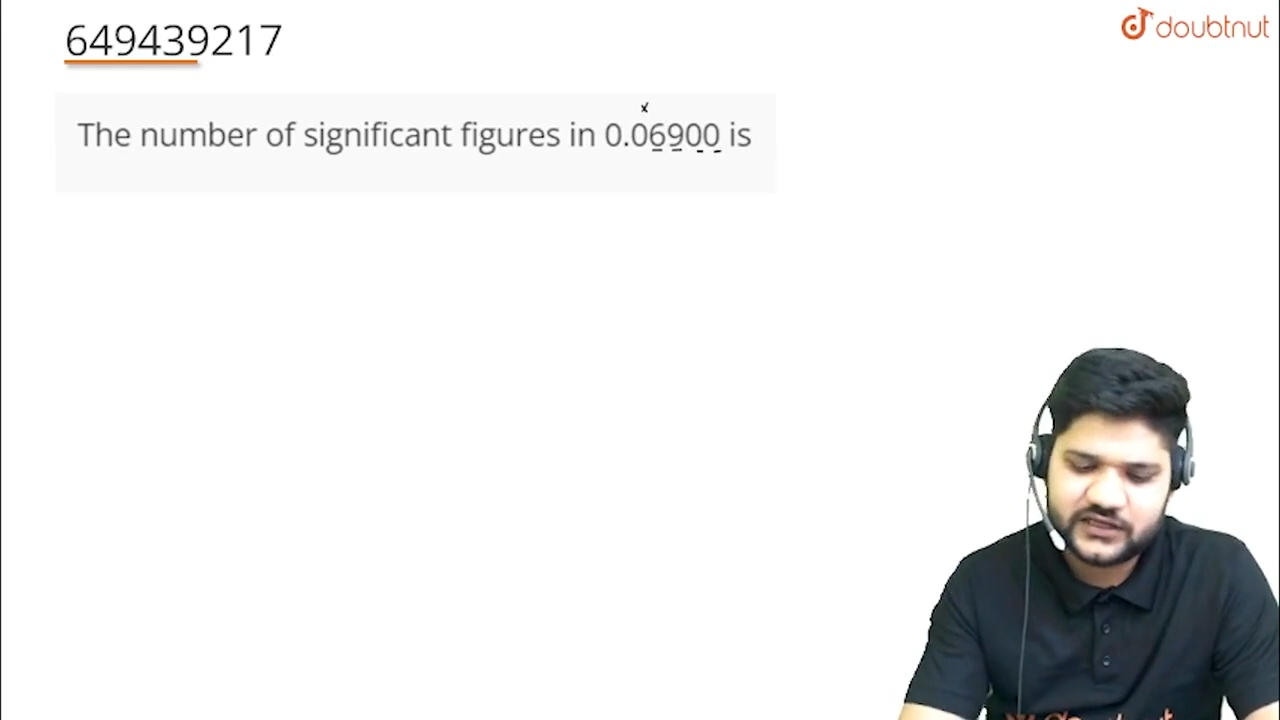 649439217
doubtnut
x
The number of significant figures in 0.06900 is